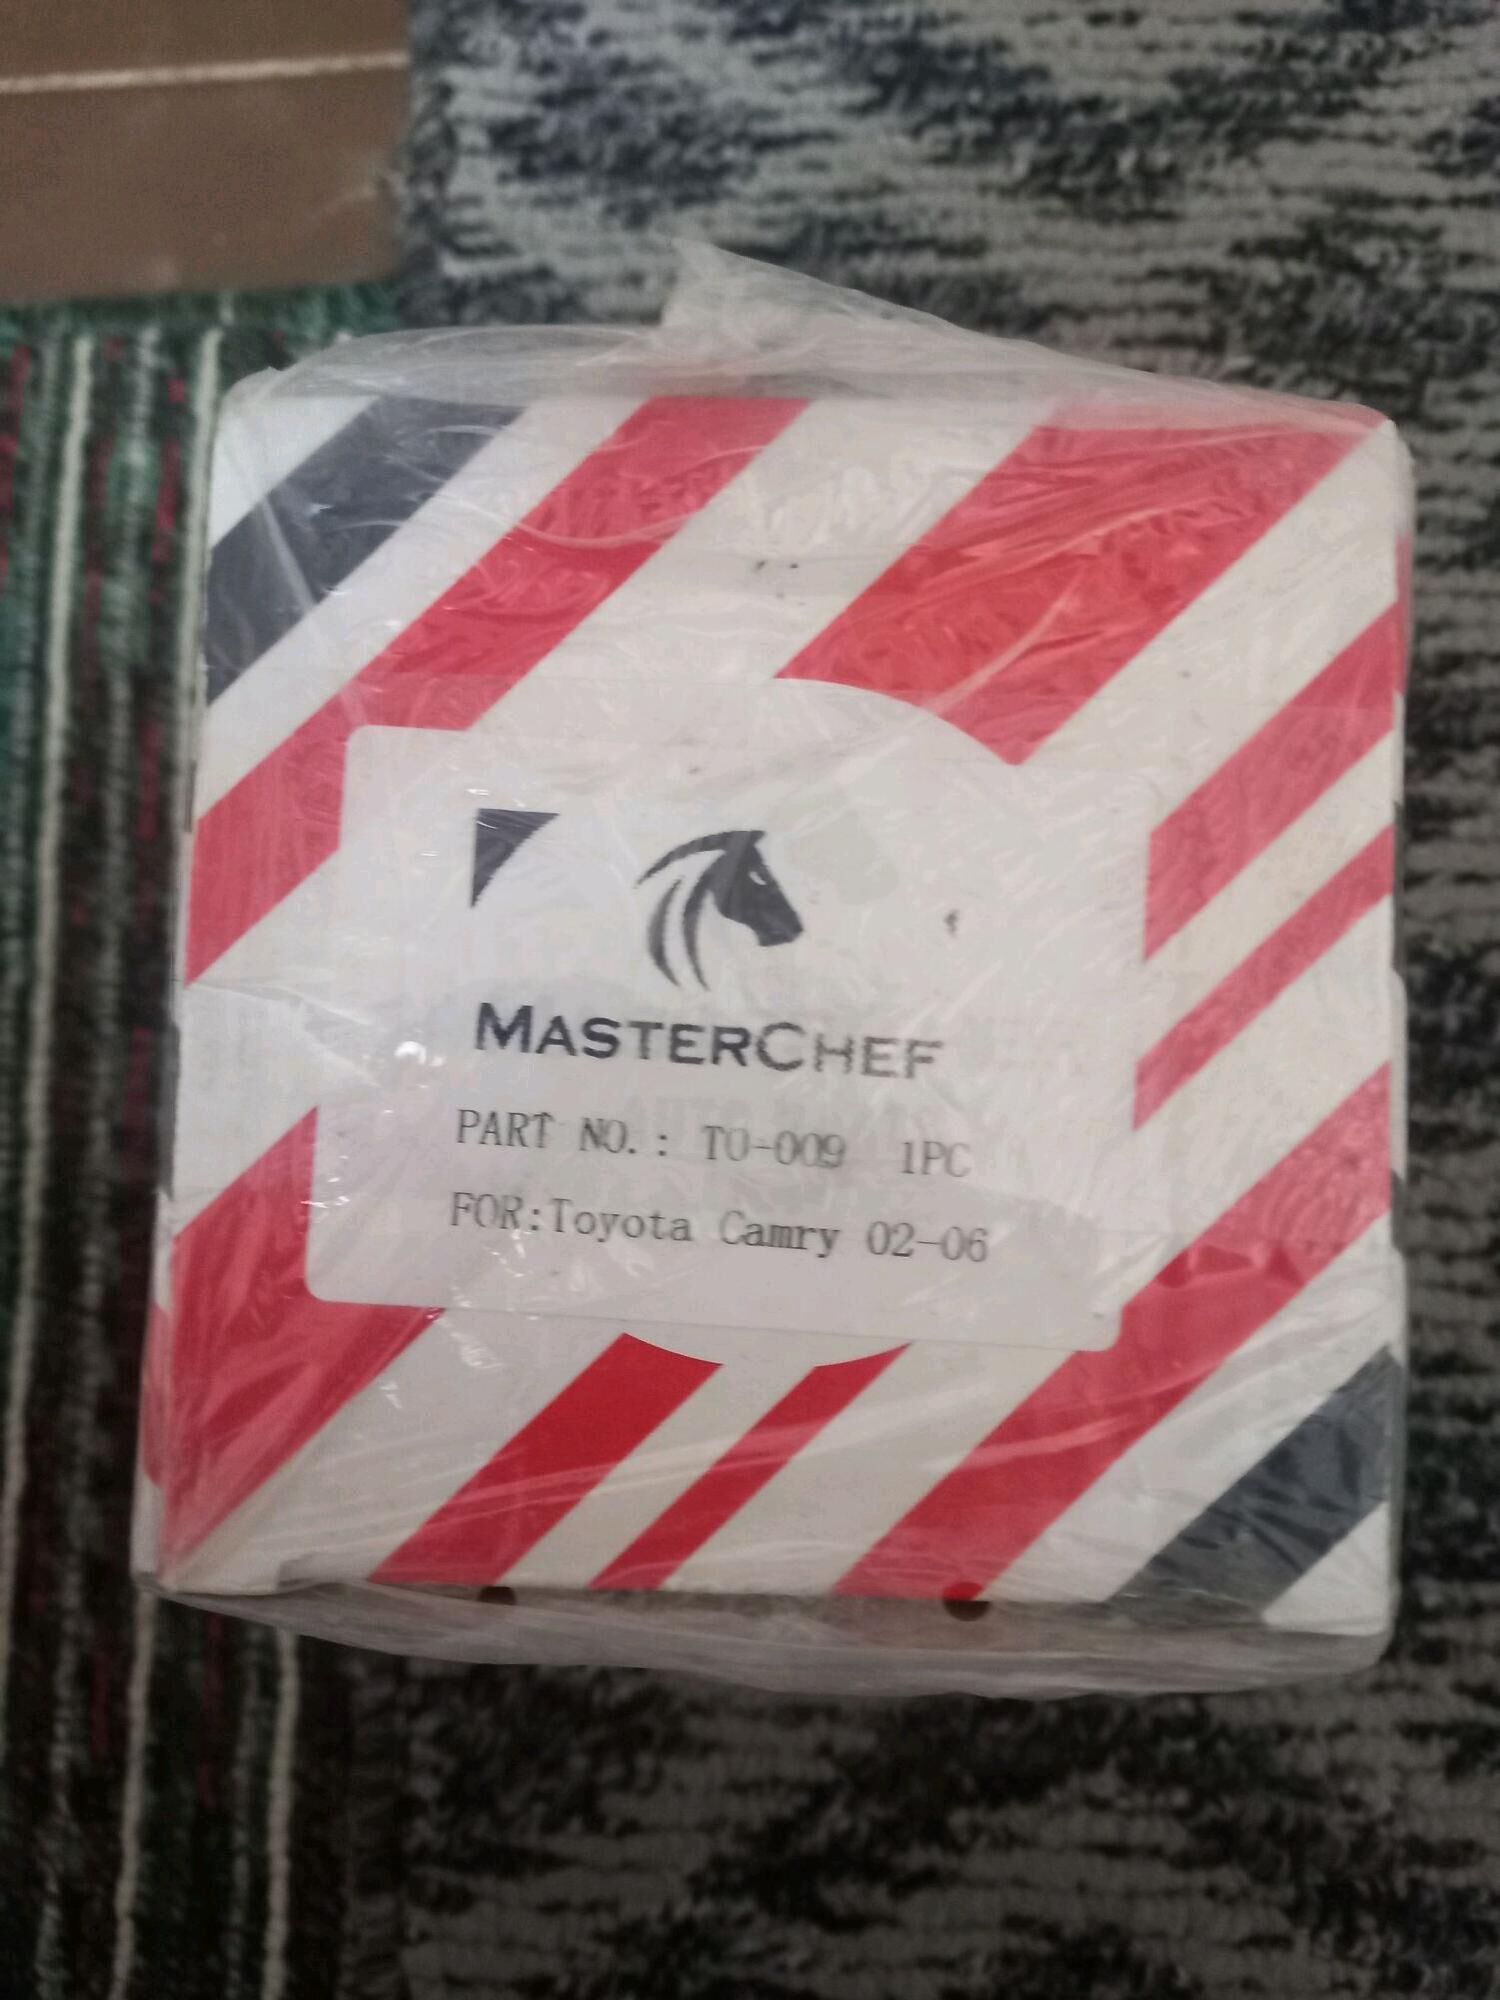 MASTERCHEF
PART NO.: TO-009 1PC
FOR:Toyota Camry 02-06